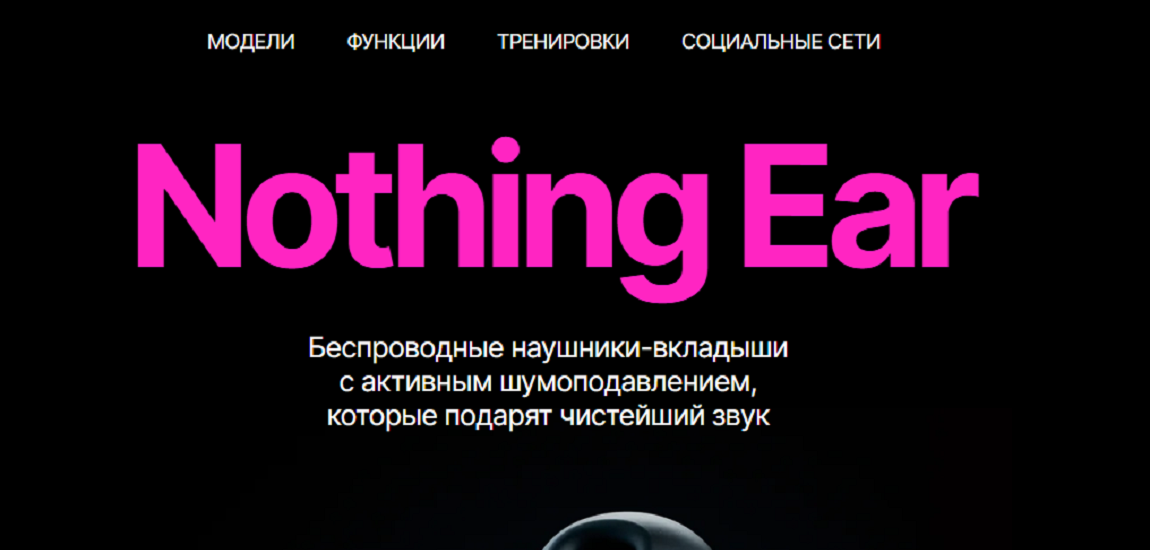 МОДЕЛИ ФУНКЦИИ ТРЕНИРОВКИ СОЦИАЛЬНЫЕ СЕТИ
Nothing Ear
Беспроводные наушники-вкладыши
с активным шумоподавлением,
которые подарят чистейший звук